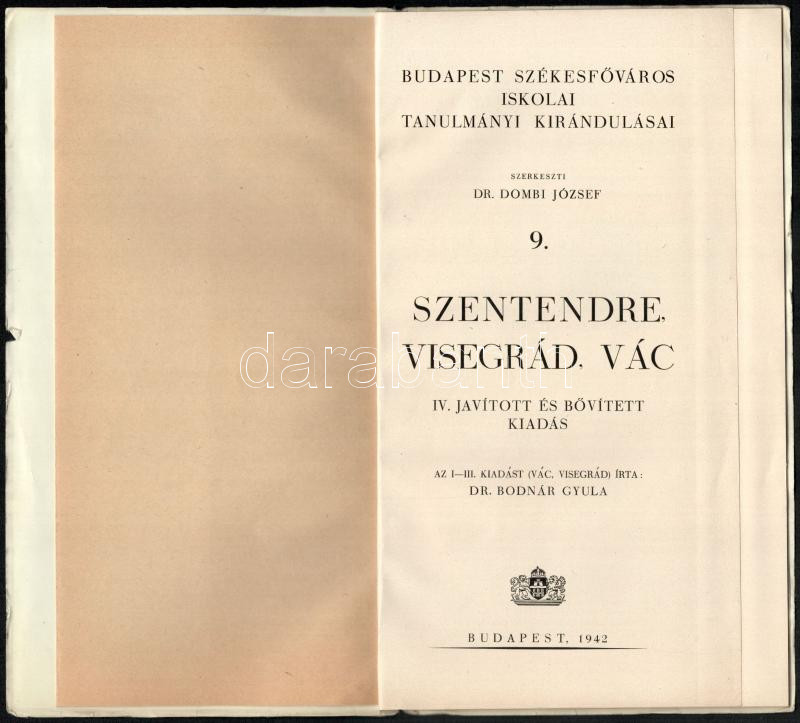 BUDAPEST SZÉKESFŐVÁROS
ISKOLAI
TANULMÁNYI KIRÁNDULÁSAI
SZERKESZTI
DR. DOMBI JÓZSEF
9.
SZENTENDRE,
VISEGRÁD, VÁC
darabanth
IV. JAVÍTOTT ÉS BŐVÍTETT
KIADÁS
AZ I—III. KIADÁST (VÁC, VISEGRÁD) ÍRTA:
DR. BODNÁR GYULA
BUDAPEST, 1942